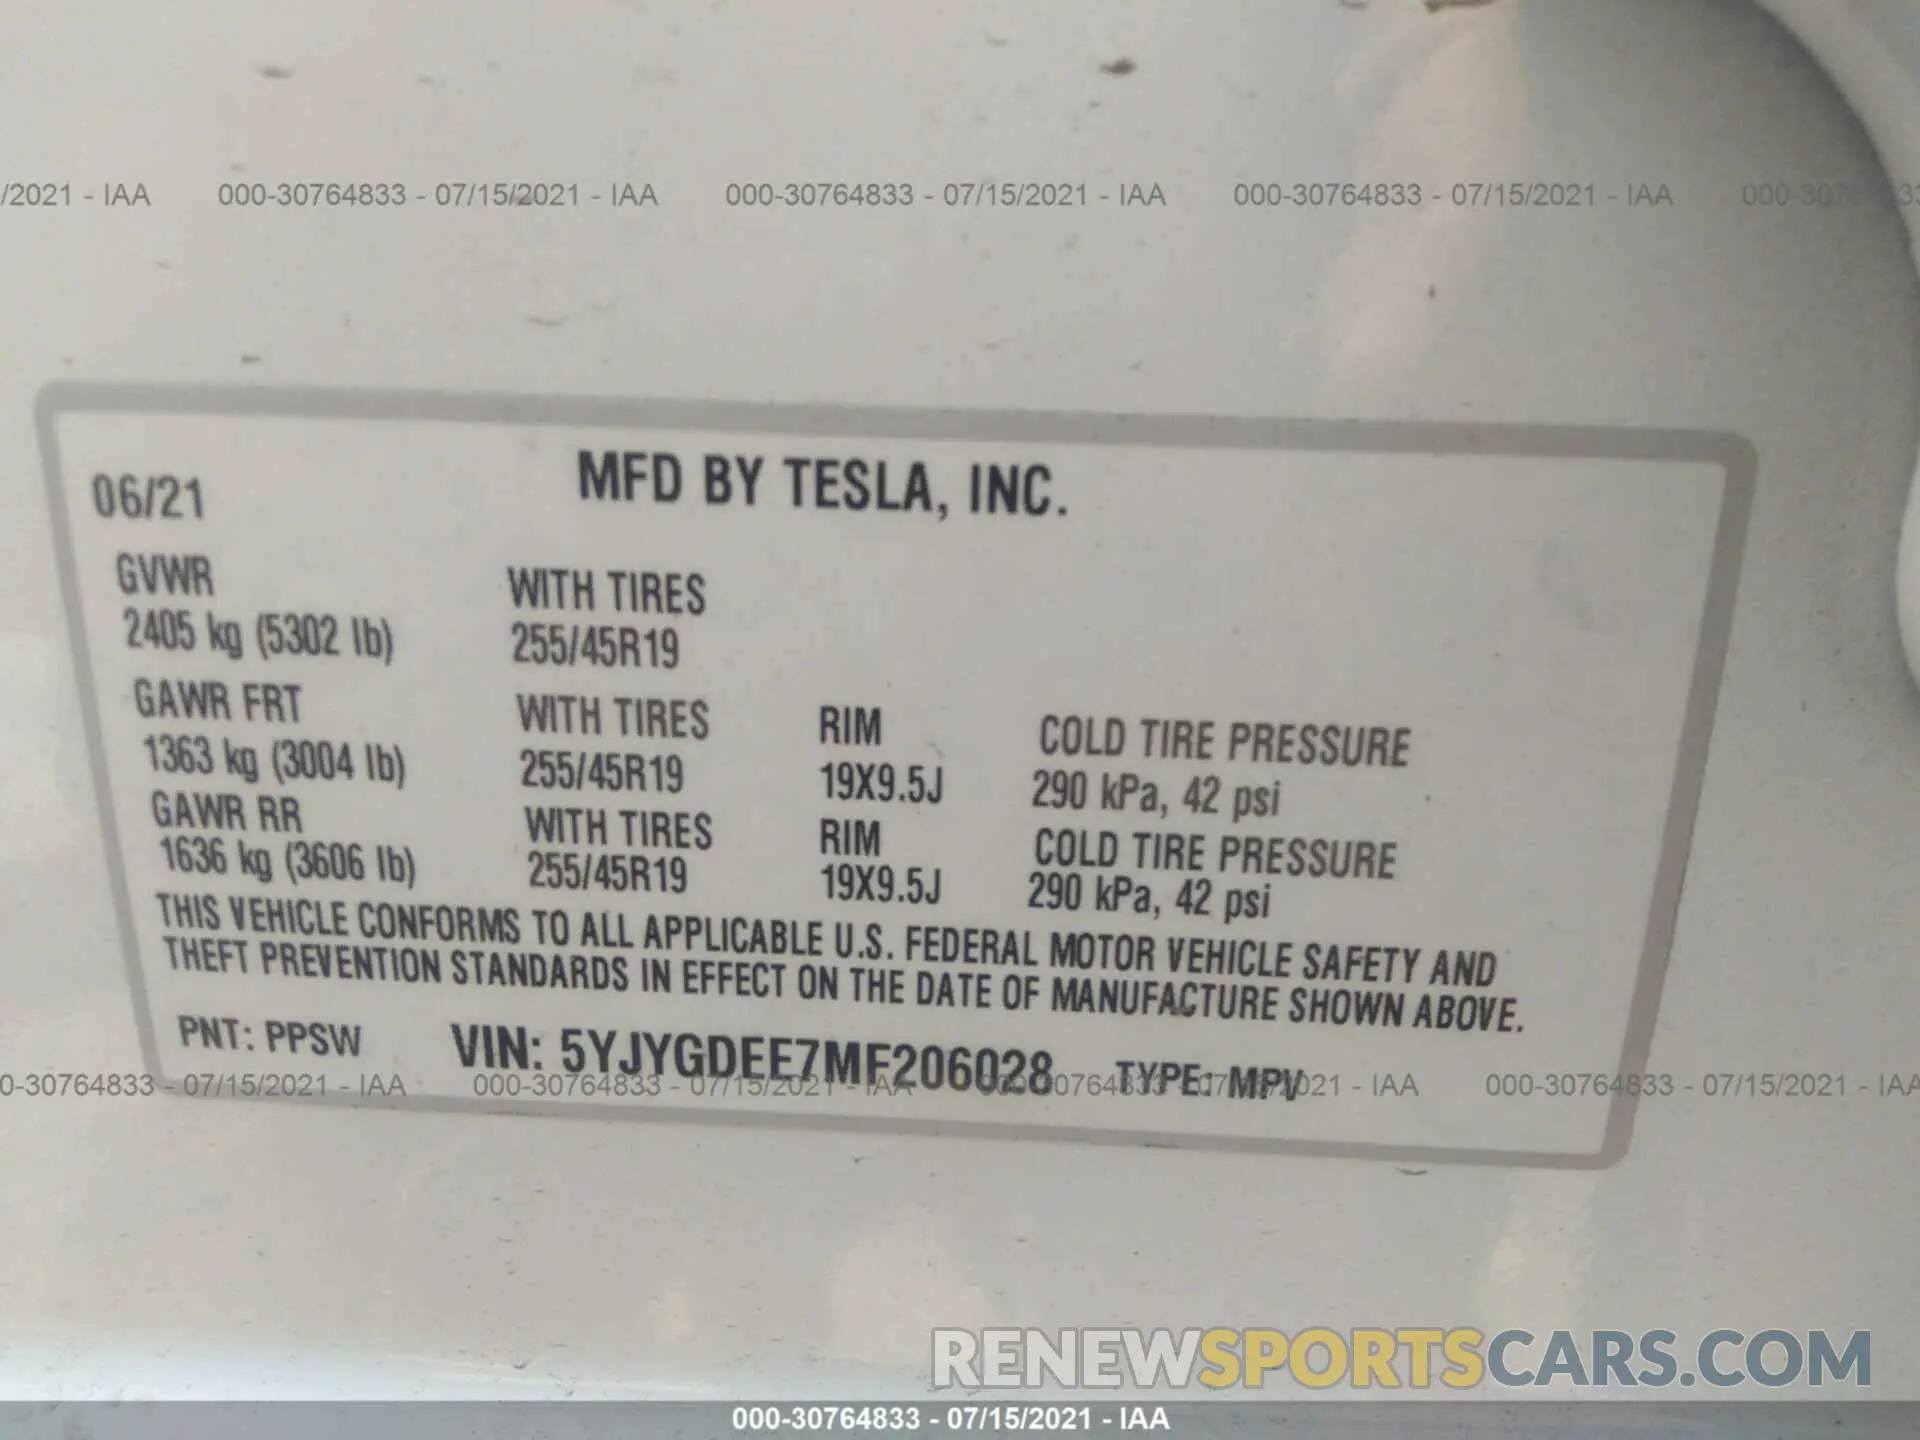 /2021 - IAA 000-30764833 - 07/15/2021 - IAA 000-30764833 - 07/15/2021 - IAA 000-30764833 - 07/15/2021 - IAA
06/21 MFD BY TESLA, INC.
GVWR WITH TIRES
2405 kg (5302 lb) 255/45R19
GAWR FRT WITH TIRES RIM COLD TIRE PRESSURE
1363 kg (3004 lb) 255/45R19 19X9.5J 290 kPa, 42 psi
GAWR RR WITH TIRES RIM COLD TIRE PRESSURE
1636 kg (3606 lb) 255/45R19 19X9.5J 290 kPa, 42 psi
THIS VEHICLE CONFORMS TO ALL APPLICABLE U.S. FEDERAL MOTOR VEHICLE SAFETY AND
THEFT PREVENTION STANDARDS IN EFFECT ON THE DATE OF MANUFACTURE SHOWN ABOVE.
PNT: PPSW VIN: 5YJYGDEE7MF206028 TYPE: MPV
0-30764833 - 07/15/2021 - IAA 000-30764833 - 07/15/2021 - IAA 000-30764833 - 07/15/2021 - IAA 000-30764833 - 07/15/2021 - IAA
RENEWSPORTSCARS.COM
000-30764833 - 07/15/2021 - IAA